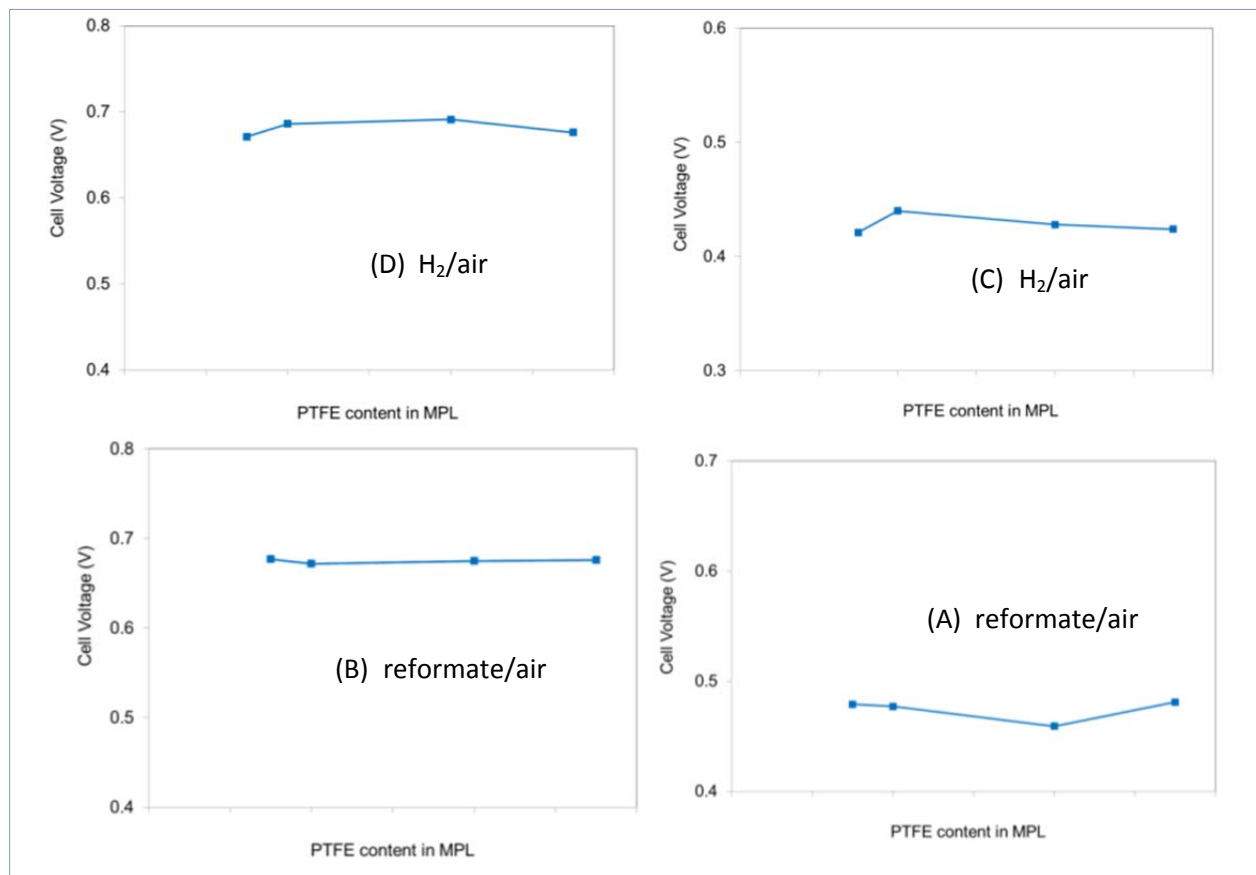 0.8
0.7
0.6
0.5
0.4
Cell Voltage (V)
(D) H₂/air
PTFE content in MPL
0.6
0.5
0.4
0.3
Cell Voltage (V)
(C) H₂/air
PTFE content in MPL
0.8
0.7
0.6
0.5
0.4
Cell Voltage (V)
(B) reformate/air
PTFE content in MPL
0.7
0.6
0.5
0.4
Cell Voltage (V)
(A) reformate/air
PTFE content in MPL